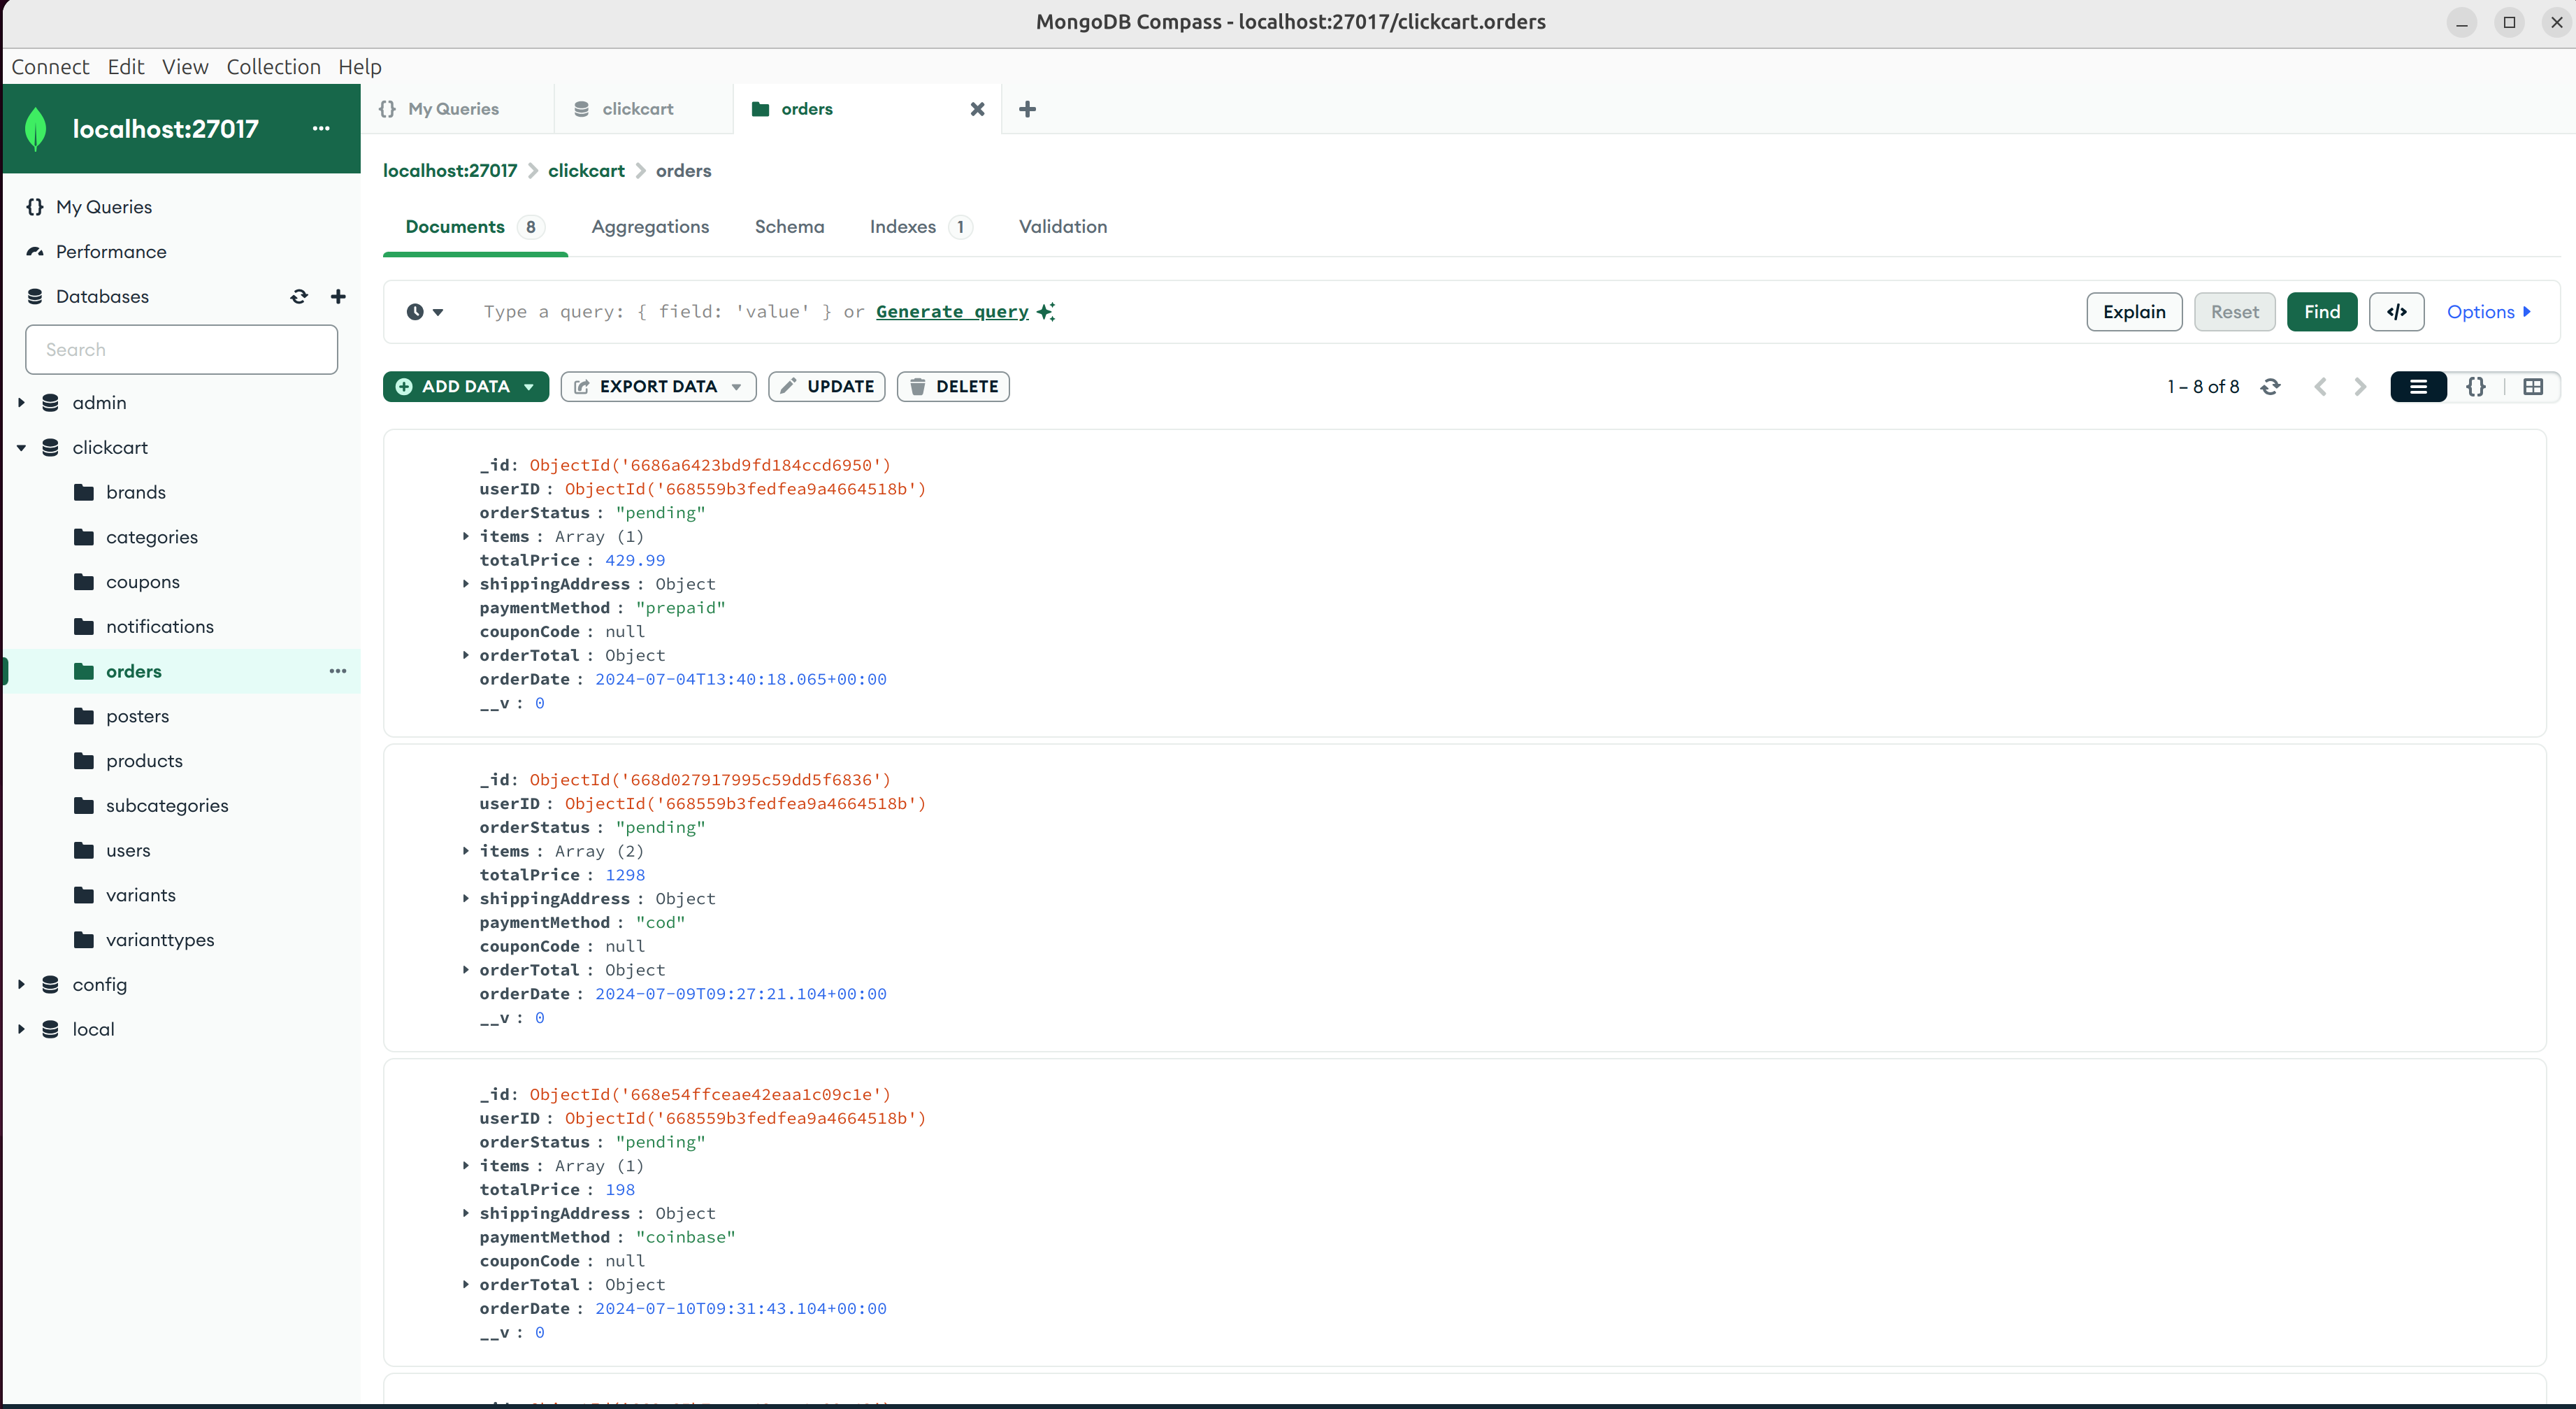 MongoDB Compass - localhost:27017/clickcart.orders
Connect Edit View Collection Help
localhost:27017
My Queries
Performance
Databases
Search
admin
clickcart
brands
categories
coupons
notifications
orders
posters
products
subcategories
users
variants
varianttypes
config
local
My Queries clickcart orders
localhost:27017 > clickcart > orders
Documents 8 Aggregations Schema Indexes 1 Validation
Type a query: { field: 'value' } or Generate query
Explain Reset Find </> Options
ADD DATA EXPORT DATA UPDATE DELETE
1 – 8 of 8
_id: ObjectId('6686a6423bd9fd184ccd6950')
userID : ObjectId('668559b3fedfea9a4664518b')
orderStatus : "pending"
items : Array (1)
totalPrice : 429.99
shippingAddress : Object
paymentMethod : "prepaid"
couponCode : null
orderTotal : Object
orderDate : 2024-07-04T13:40:18.065+00:00
__v : 0
_id: ObjectId('668d027917995c59dd5f6836')
userID : ObjectId('668559b3fedfea9a4664518b')
orderStatus : "pending"
items : Array (2)
totalPrice : 1298
shippingAddress : Object
paymentMethod : "cod"
couponCode : null
orderTotal : Object
orderDate : 2024-07-09T09:27:21.104+00:00
__v : 0
_id: ObjectId('668e54ffceae42eaa1c09c1e')
userID : ObjectId('668559b3fedfea9a4664518b')
orderStatus : "pending"
items : Array (1)
totalPrice : 198
shippingAddress : Object
paymentMethod : "coinbase"
couponCode : null
orderTotal : Object
orderDate : 2024-07-10T09:31:43.104+00:00
__v : 0